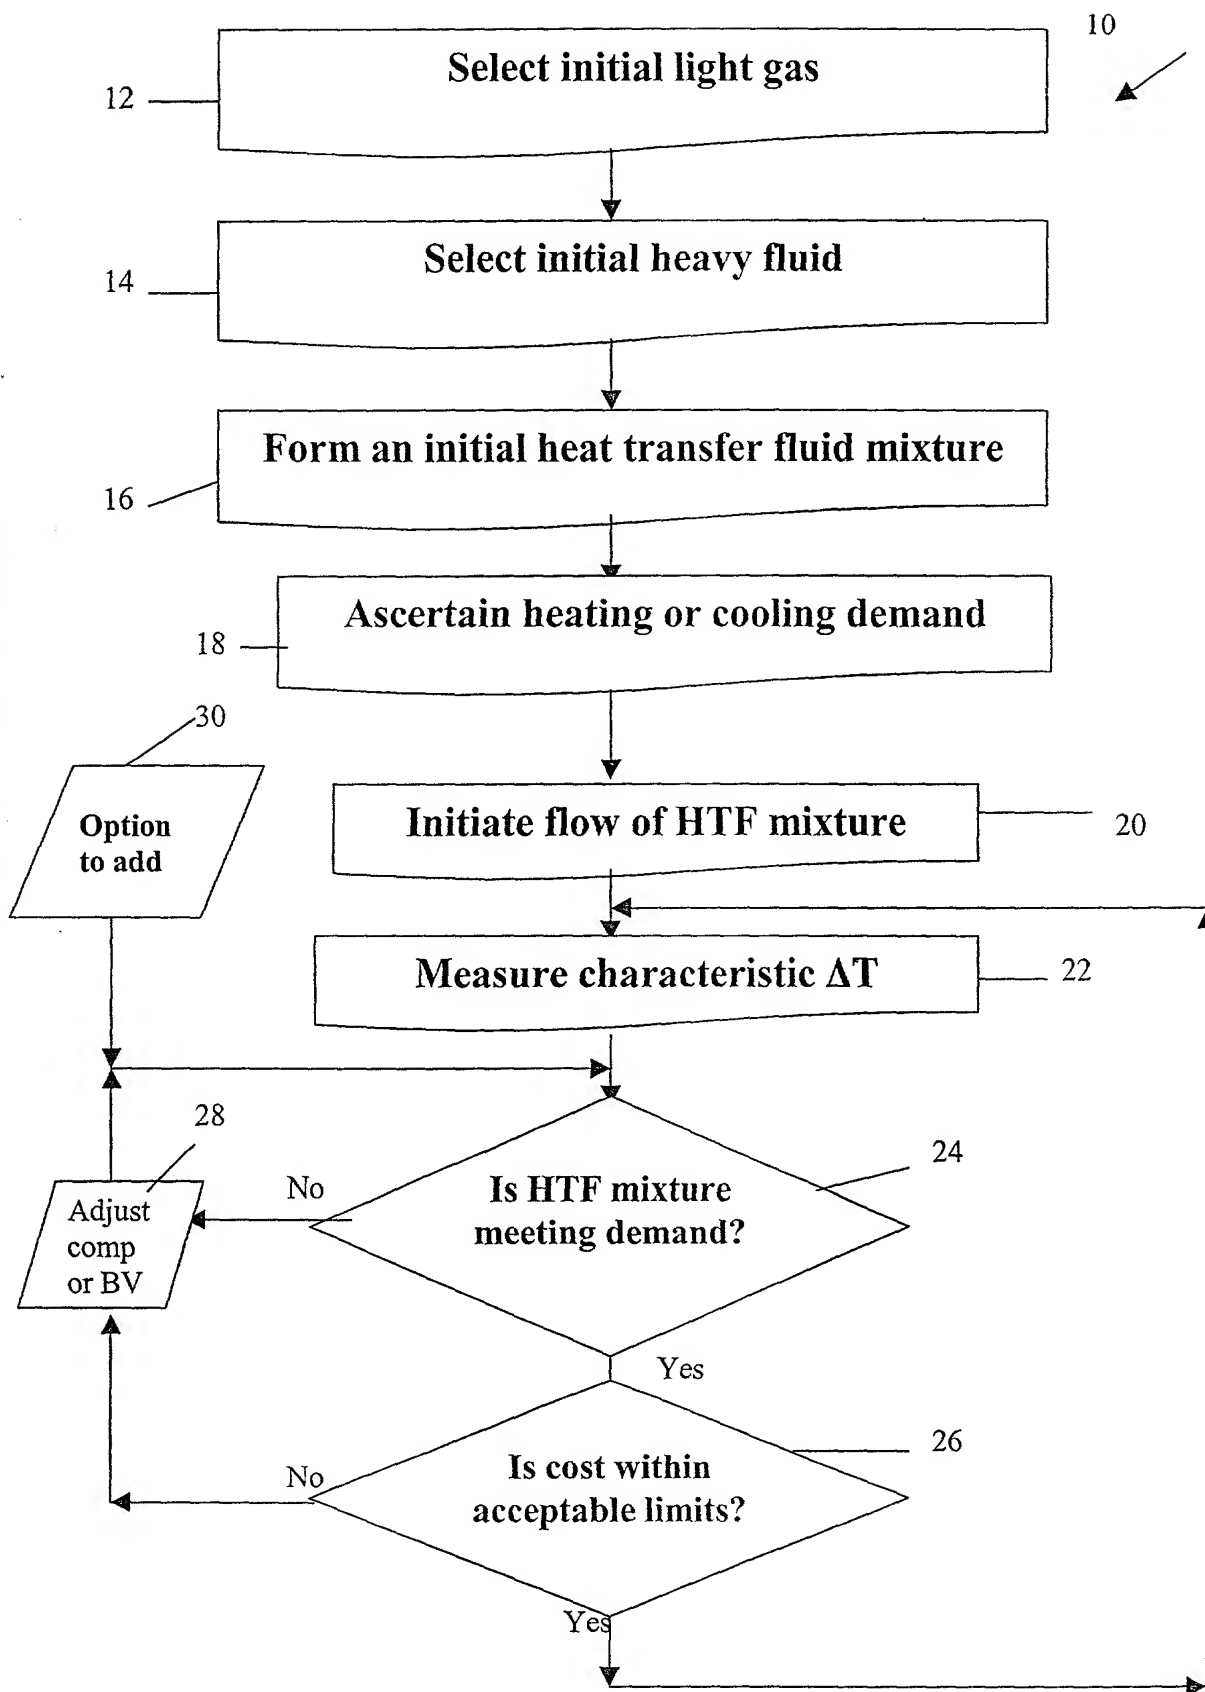 10
Select initial light gas
12
Select initial heavy fluid
14
Form an initial heat transfer fluid mixture
16
Ascertain heating or cooling demand
18
30
Option
to add
Initiate flow of HTF mixture
20
Measure characteristic ΔT
22
28
24
No
Is HTF mixture
meeting demand?
Adjust
comp
or BV
Yes
26
No
Is cost within
acceptable limits?
Yes